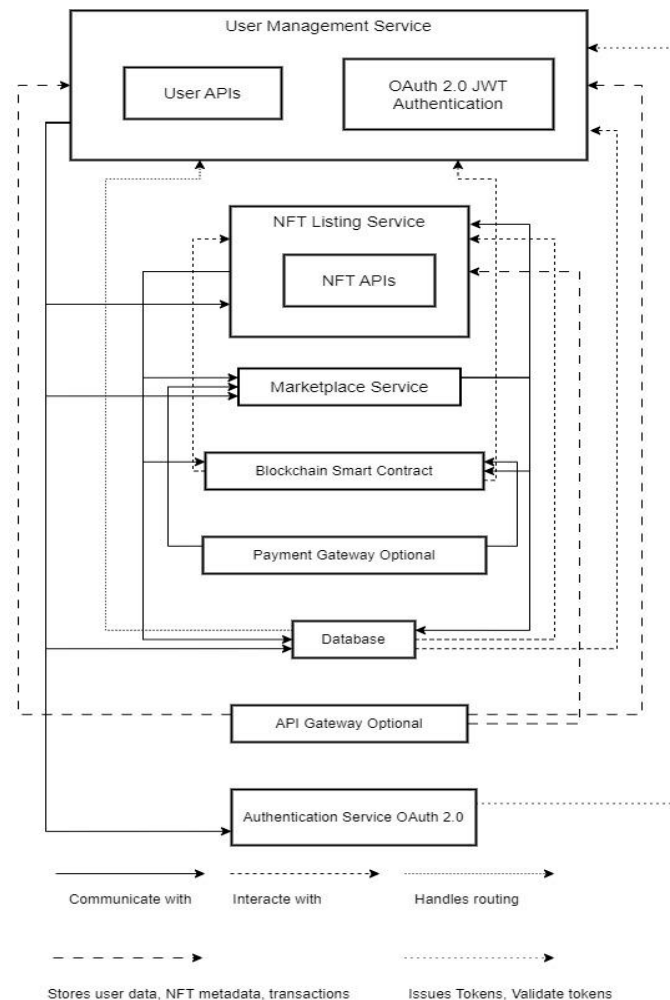 User Management Service
User APIs
OAuth 2.0 JWT
Authentication
NFT Listing Service
NFT APIs
Marketplace Service
Blockchain Smart Contract
Payment Gateway Optional
Database
API Gateway Optional
Authentication Service OAuth 2.0
Communicate with
Interacte with
Handles routing
Stores user data, NFT metadata, transactions
Issues Tokens, Validate tokens